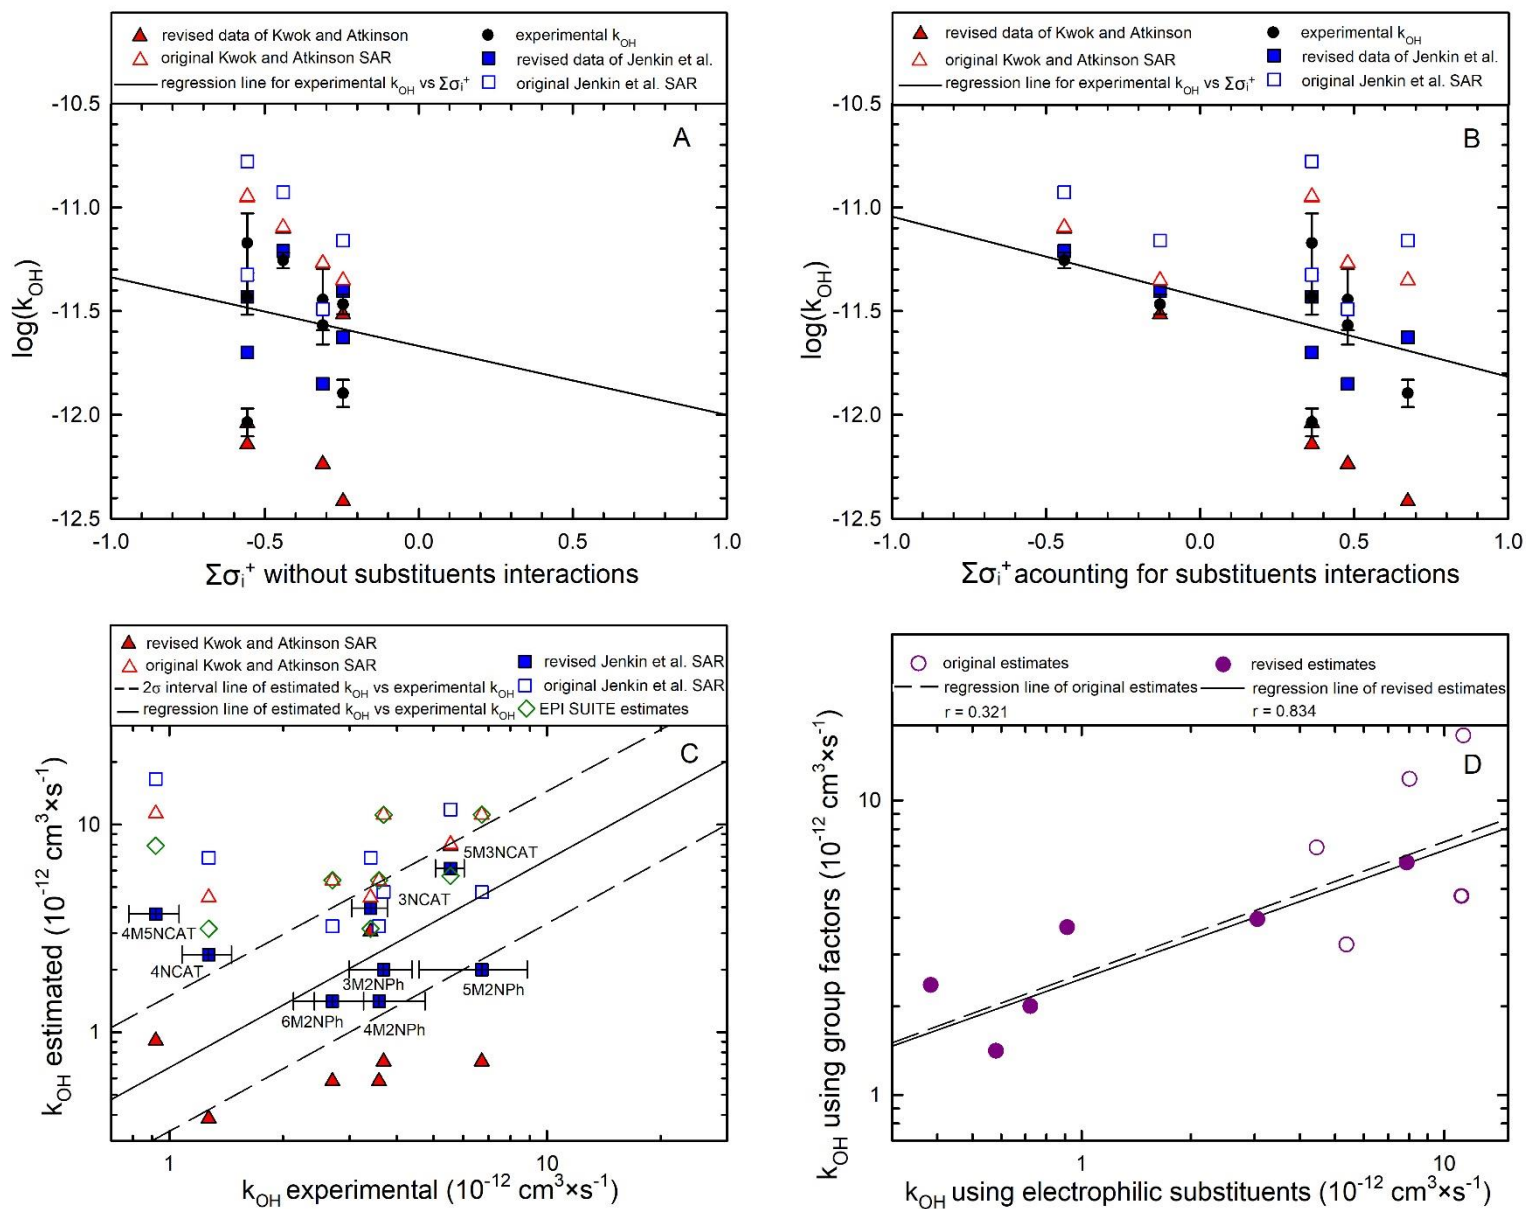 revised data of Kwok and Atkinson
experimental kOH
original Kwok and Atkinson SAR
revised data of Jenkin et al.
regression line for experimental kOH vs Σσi+
original Jenkin et al. SAR
A
-10.5
-11.0
-11.5
-12.0
-12.5
log(kOH)
-1.0 -0.5 0.0 0.5 1.0
Σσi+ without substituents interactions
revised data of Kwok and Atkinson
experimental kOH
original Kwok and Atkinson SAR
revised data of Jenkin et al.
regression line for experimental kOH vs Σσi+
original Jenkin et al. SAR
B
-10.5
-11.0
-11.5
-12.0
-12.5
log(kOH)
-1.0 -0.5 0.0 0.5 1.0
Σσi+ acounting for substituents interactions
revised Kwok and Atkinson SAR
original Kwok and Atkinson SAR
revised Jenkin et al. SAR
2σ interval line of estimated kOH vs experimental kOH
original Jenkin et al. SAR
regression line of estimated kOH vs experimental kOH
EPI SUITE estimates
C
10
1
kOH estimated (10-12 cm3×s-1)
5M3NCAT
3NCAT
4M5NCAT
4NCAT
3M2NPh
5M2NPh
6M2NPh
4M2NPh
1 10
kOH experimental (10-12 cm3×s-1)
original estimates
revised estimates
regression line of original estimates
regression line of revised estimates
r = 0.321
r = 0.834
D
10
1
kOH using group factors (10-12 cm3×s-1)
1 10
kOH using electrophilic substituents (10-12 cm3×s-1)